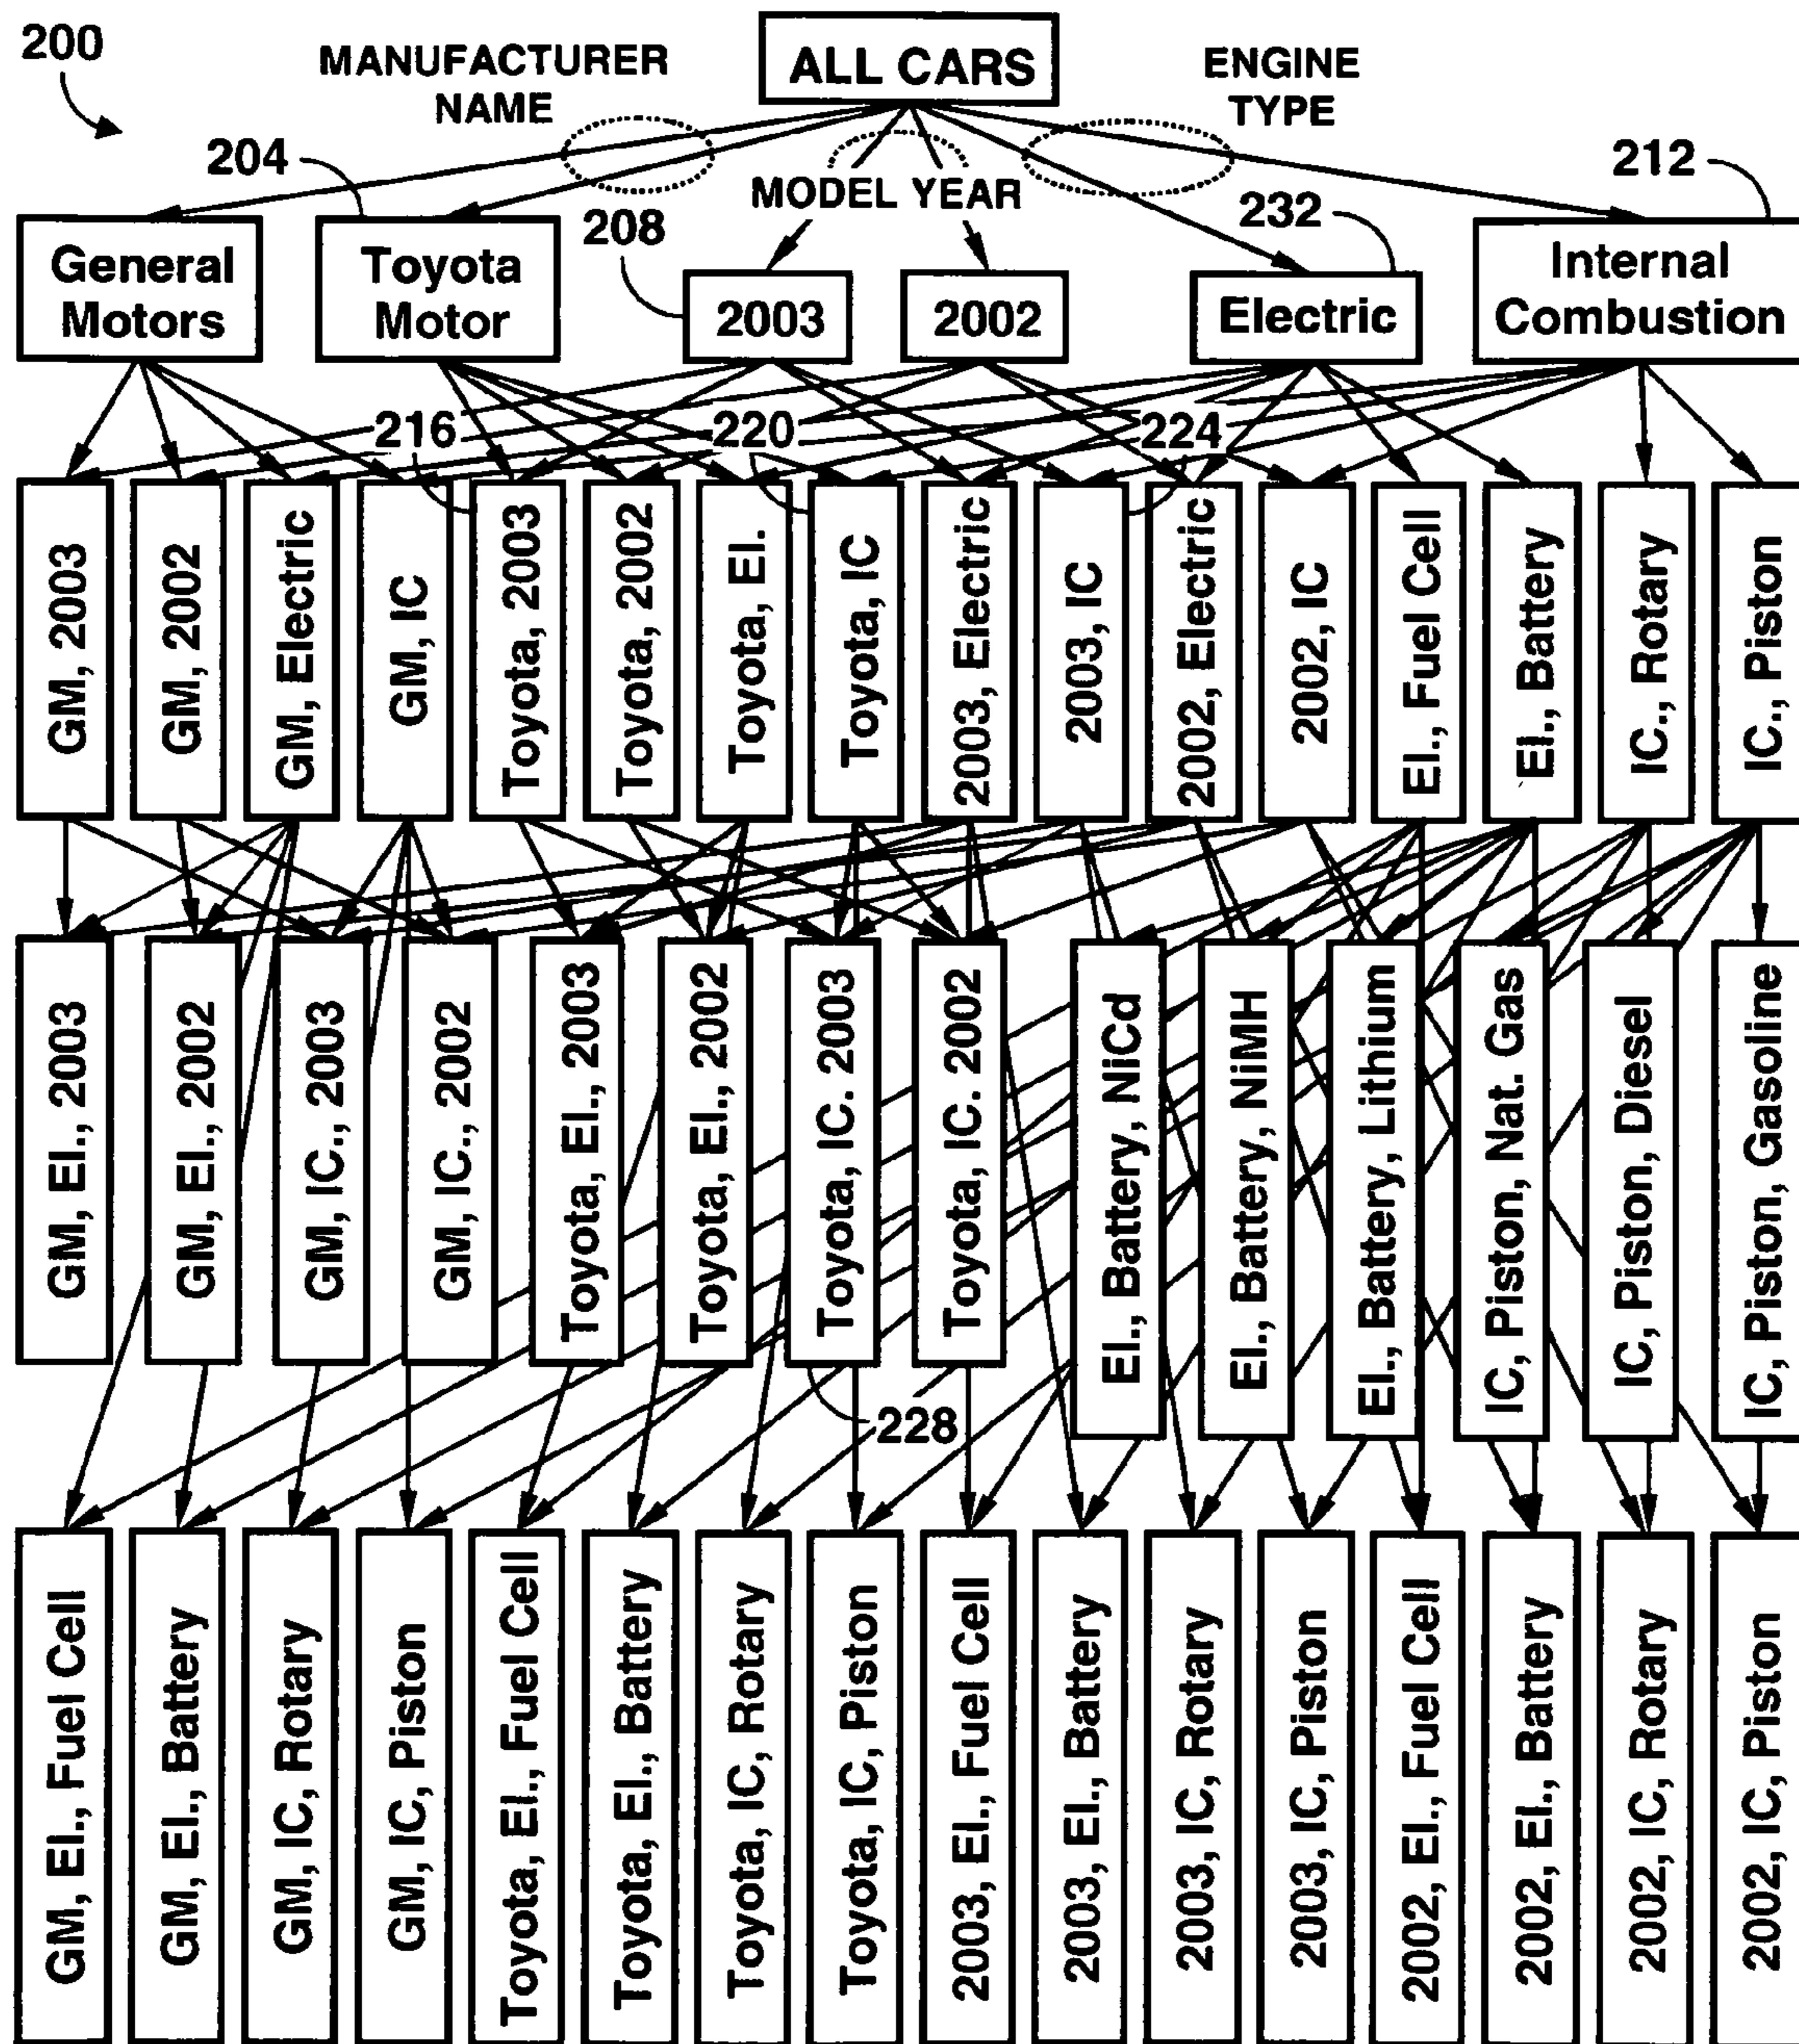 200
MANUFACTURER
NAME
ALL CARS
ENGINE
TYPE
204
212
MODEL YEAR
208
232
General
Motors
Toyota
Motor
2003
2002
Electric
Internal
Combustion
216
220
224
GM, 2003
GM, 2002
GM, Electric
GM, IC
Toyota, 2003
Toyota, 2002
Toyota, El.
Toyota, IC
2003, Electric
2003, IC
2002, Electric
2002, IC
El., Fuel Cell
El., Battery
IC., Rotary
IC., Piston
GM, El., 2003
GM, El., 2002
GM, IC., 2003
GM, IC., 2002
Toyota, El., 2003
Toyota, El., 2002
Toyota, IC. 2003
Toyota, IC. 2002
El., Battery, NiCd
El., Battery, NiMH
El., Battery, Lithium
IC, Piston, Nat. Gas
IC, Piston, Diesel
IC, Piston, Gasoline
228
GM, El., Fuel Cell
GM, El., Battery
GM, IC, Rotary
GM, IC, Piston
Toyota, El., Fuel Cell
Toyota, El., Battery
Toyota, IC, Rotary
Toyota, IC, Piston
2003, El., Fuel Cell
2003, El., Battery
2003, IC, Rotary
2003, IC, Piston
2002, El., Fuel Cell
2002, El., Battery
2002, IC, Rotary
2002, IC, Piston